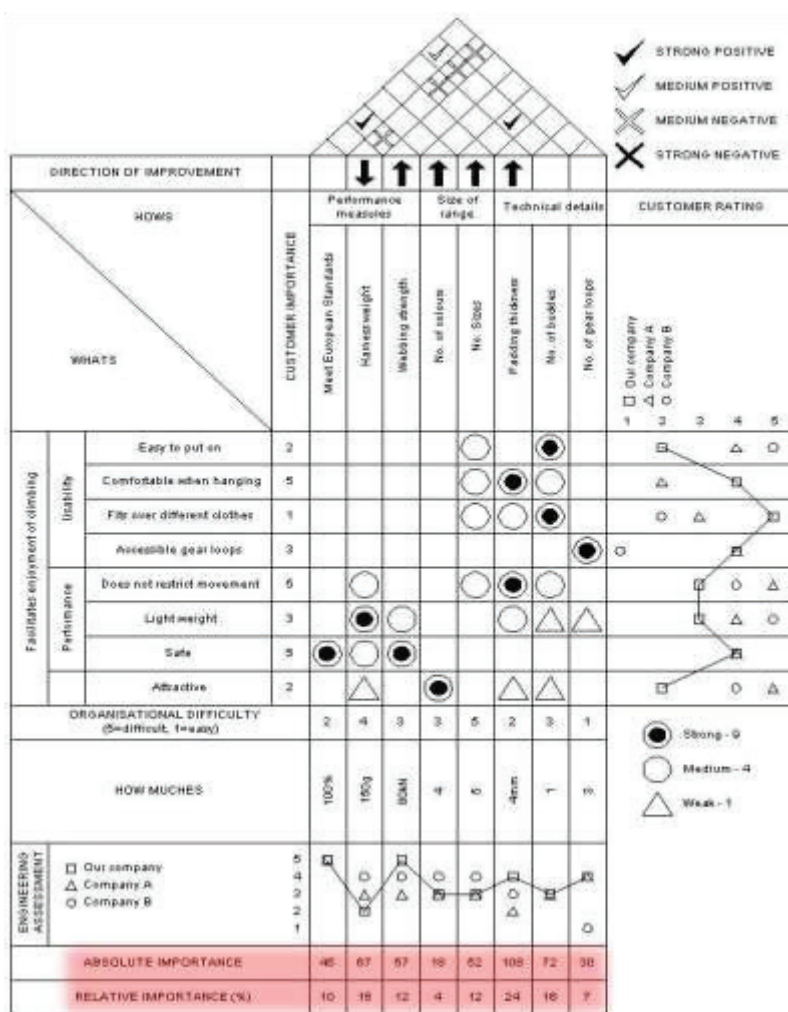 STRONG POSITIVE
MEDIUM POSITIVE
MEDIUM NEGATIVE
STRONG NEGATIVE
DIRECTION OF IMPROVEMENT
HOWS
WHATS
CUSTOMER IMPORTANCE
Performance measures
Size of range
Technical details
CUSTOMER RATING
Meet European Standards
Harness weight
Webbing strength
No. of colours
No. Sizes
Padding thickness
No. of buckles
No. of gear loops
Our company
Company A
Company B
1 2 3 4 5
Facilitates enjoyment of climbing
Usability
Easy to put on 2
Comfortable when hanging 5
Fits over different clothes 1
Accessible gear loops 3
Performance
Does not restrict movement 5
Light weight 3
Safe 5
Attractive 2
ORGANISATIONAL DIFFICULTY
(5=difficult, 1=easy)
2 4 3 3 5 2 3 1
Strong - 9
Medium - 4
Weak - 1
HOW MUCHES
100%
160g
80kN
4
4mm
1
3
ENGINEERING ASSESSMENT
Our company
Company A
Company B
5
4
3
2
1
ABSOLUTE IMPORTANCE 45 67 57 18 52 108 72 30
RELATIVE IMPORTANCE (%) 10 15 12 4 12 24 16 7